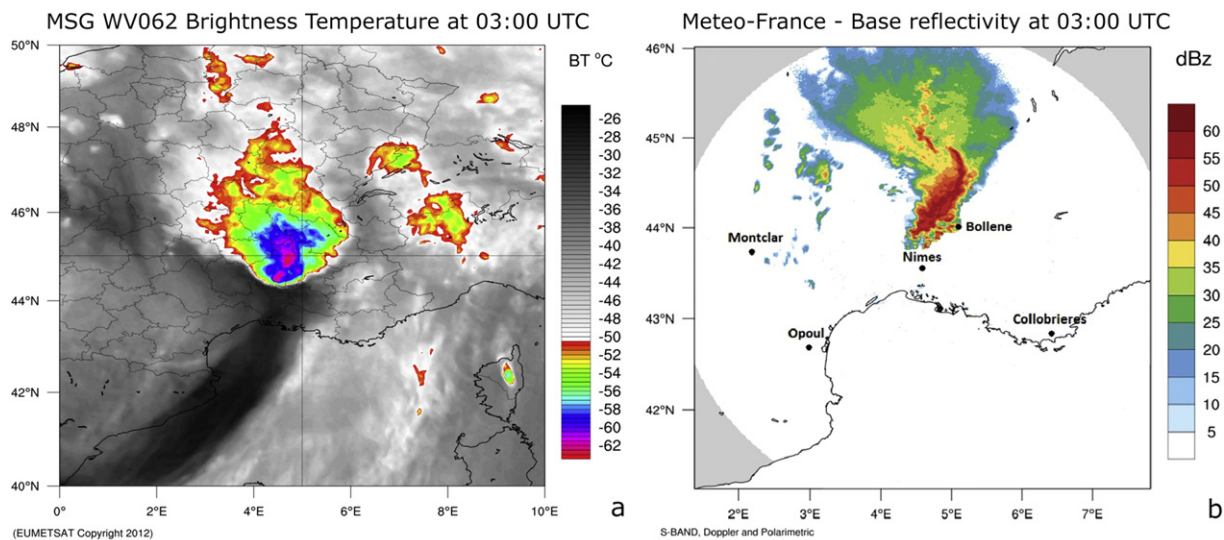 MSG WV062 Brightness Temperature at 03:00 UTC
50°N
48°N
46°N
44°N
42°N
40°N
0°
2°E
4°E
6°E
8°E
10°E
BT °C
-26
-28
-30
-32
-34
-36
-38
-40
-42
-44
-46
-48
-50
-52
-54
-56
-58
-60
-62
(EUMETSAT Copyright 2012)
a
Meteo-France - Base reflectivity at 03:00 UTC
46°N
45°N
44°N
43°N
42°N
Bollene
Montclar
Nimes
Collobrieres
Opoul
2°E
3°E
4°E
5°E
6°E
7°E
dBz
60
55
50
45
40
35
30
25
20
15
10
5
S-BAND, Doppler and Polarimetric
b